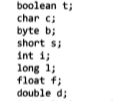 boolean t;
char c;
byte b;
short s;
int i;
long l;
float f;
double d;